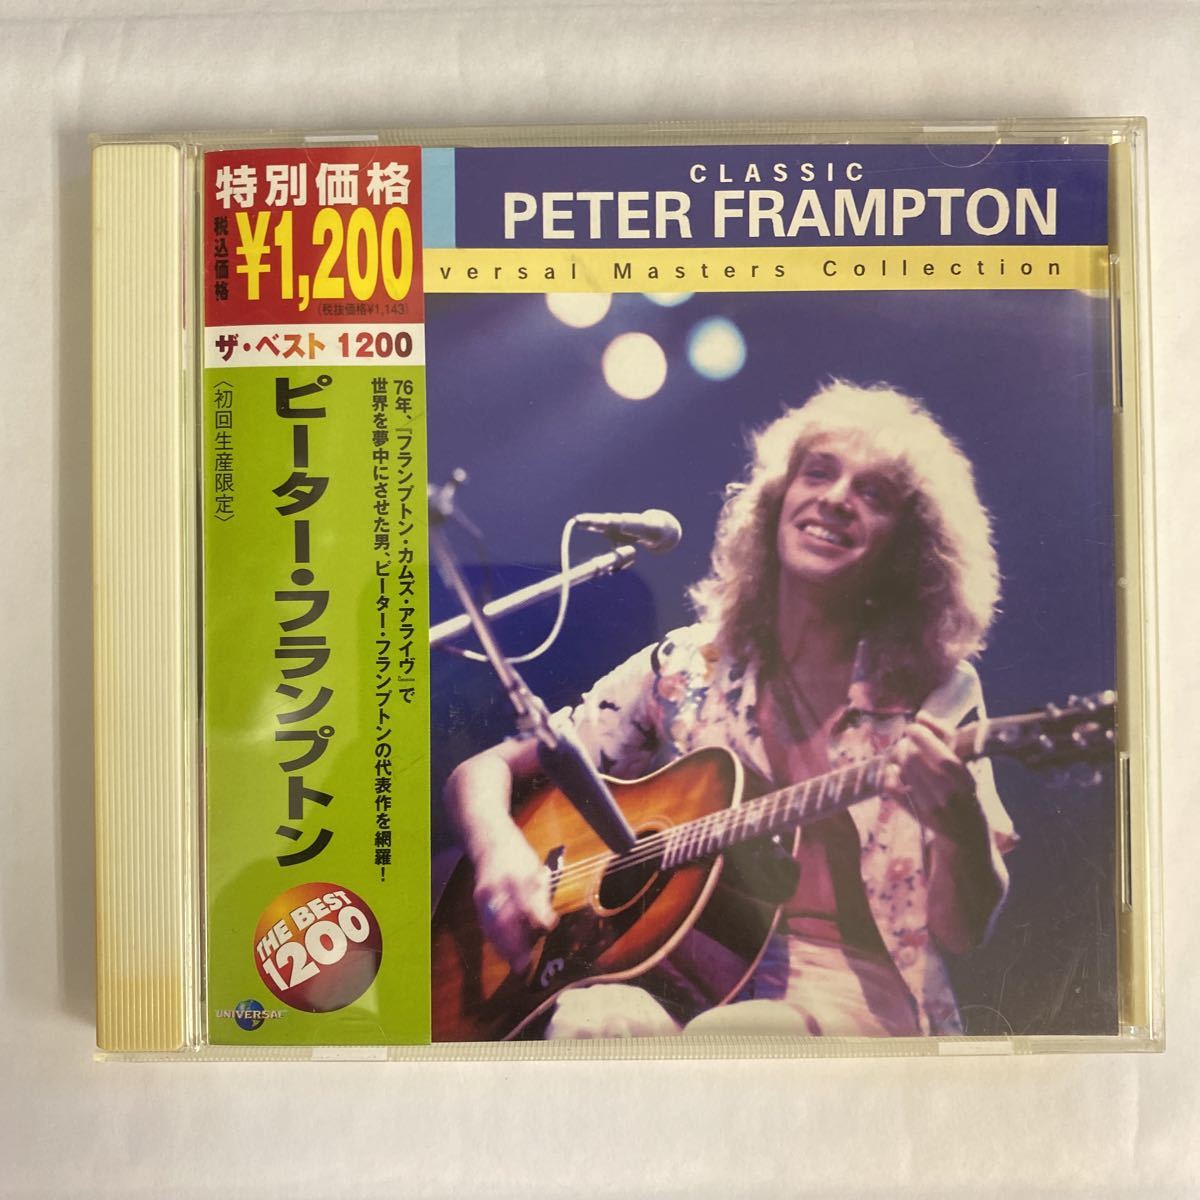 特別価格
税込価格
¥1,200
(税抜価格¥1,143)
ザ・ベスト 1200
76年、『フランプトン・カムズ・アライヴ』で
世界を夢中にさせた男、ピーター・フランプトンの代表作を網羅!
ピーター・フランプトン
〈初回生産限定〉
THE BEST
1200
UNIVERSAL
CLASSIC
PETER FRAMPTON
versal Masters Collection